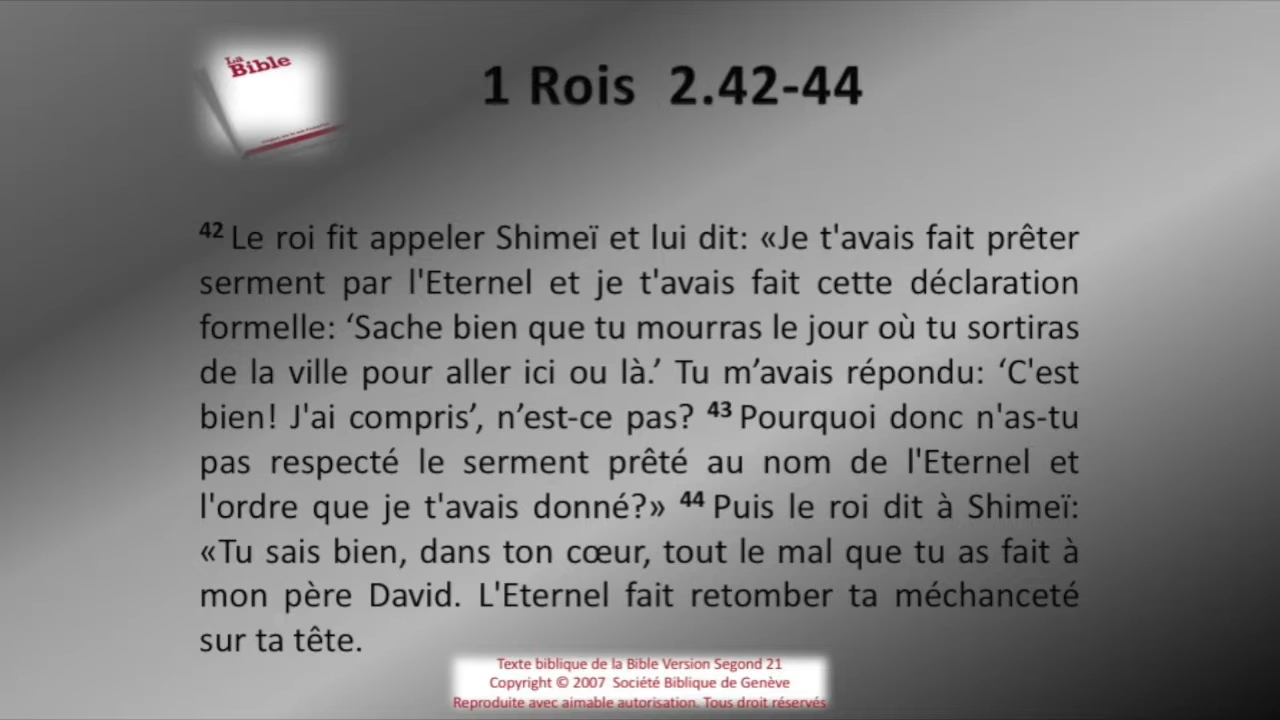 La
Bible
1 Rois 2.42-44
42 Le roi fit appeler Shimeï et lui dit: «Je t'avais fait prêter
serment par l'Eternel et je t'avais fait cette déclaration
formelle: ‘Sache bien que tu mourras le jour où tu sortiras
de la ville pour aller ici ou là.’ Tu m’avais répondu: ‘C'est
bien! J'ai compris’, n’est-ce pas? 43 Pourquoi donc n'as-tu
pas respecté le serment prêté au nom de l'Eternel et
l'ordre que je t'avais donné?» 44 Puis le roi dit à Shimeï:
«Tu sais bien, dans ton cœur, tout le mal que tu as fait à
mon père David. L'Eternel fait retomber ta méchanceté
sur ta tête.
Texte biblique de la Bible Version Segond 21
Copyright © 2007 Société Biblique de Genève
Reproduite avec aimable autorisation. Tous droit réservés